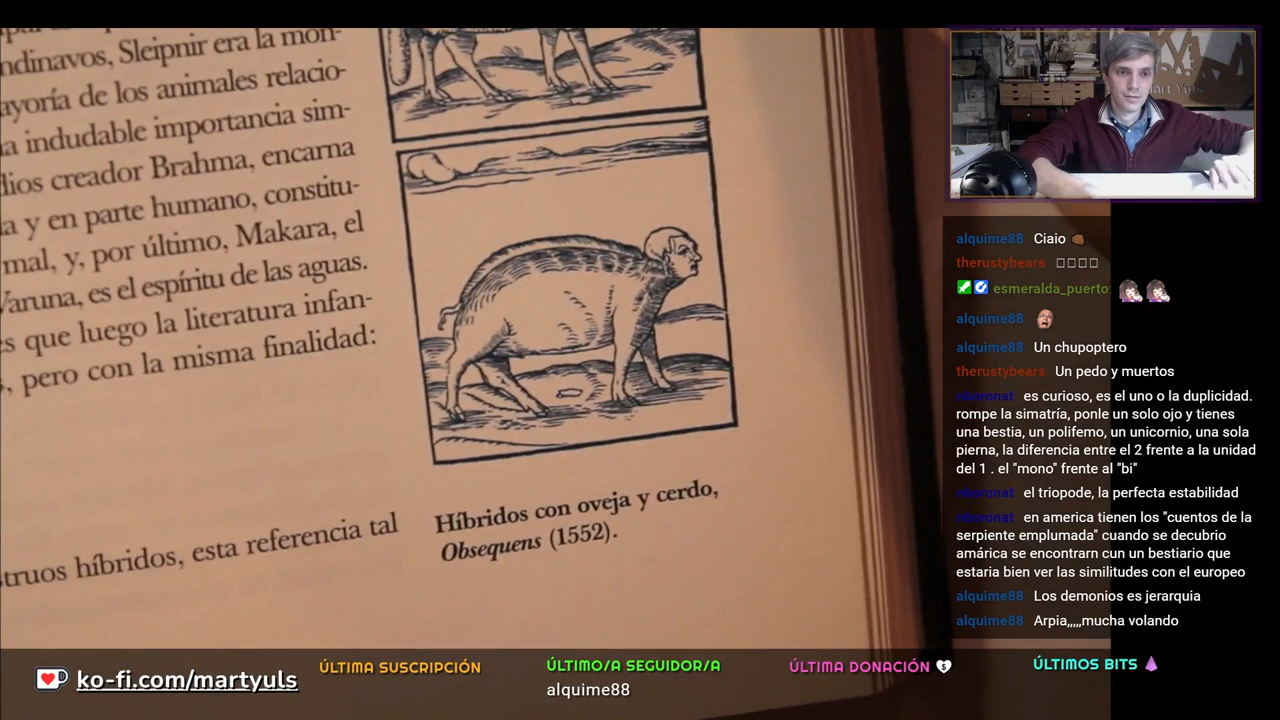 ndinavos, Sleipnir era la mon-
ayoría de los animales relacio-
a indudable importancia sim-
dios creador Brahma, encarna
a y en parte humano, constitu-
mal, y, por último, Makara, el
Varuna, es el espíritu de las aguas.
es que luego la literatura infan-
s, pero con la misma finalidad:
struos híbridos, esta referencia tal
Híbridos con oveja y cerdo,
Obsequens (1552).
Mart Yuls
alquime88 Ciaio
therustybears
esmeralda_puerto:
alquime88
alquime88 Un chupoptero
therustybears Un pedo y muertos
es curioso, es el uno o la duplicidad.
rompe la simatría, ponle un solo ojo y tienes
una bestia, un polifemo, un unicornio, una sola
pierna, la diferencia entre el 2 frente a la unidad
del 1 . el "mono" frente al "bi"
el triopode, la perfecta estabilidad
en america tienen los "cuentos de la
serpiente emplumada" cuando se decubrio
amárica se encontrarn cun un bestiario que
estaria bien ver las similitudes con el europeo
alquime88 Los demonios es jerarquia
alquime88 Arpia,,,,,mucha volando
ko-fi.com/martyuls
ÚLTIMA SUSCRIPCIÓN
ÚLTIMO/A SEGUIDOR/A
alquime88
ÚLTIMA DONACIÓN
ÚLTIMOS BITS